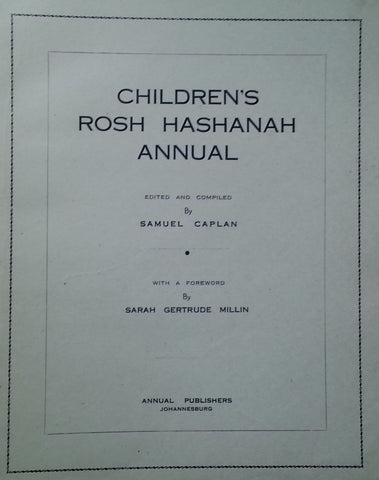 CHILDREN'S
ROSH HASHANAH
ANNUAL
EDITED AND COMPILED
By
SAMUEL CAPLAN
WITH A FOREWORD
By
SARAH GERTRUDE MILLIN
ANNUAL PUBLISHERS
JOHANNESBURG